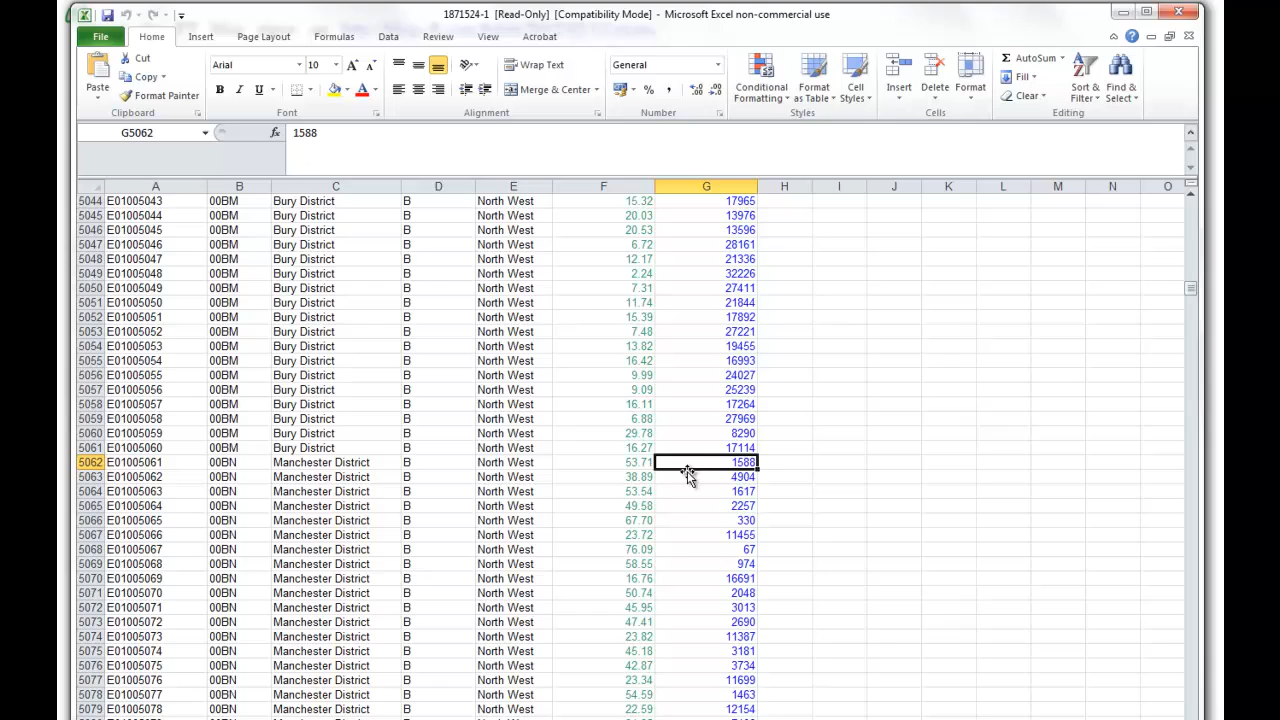 1871524-1 [Read-Only] [Compatibility Mode] - Microsoft Excel non-commercial use
File Home Insert Page Layout Formulas Data Review View Acrobat
Paste Cut Copy Format Painter Clipboard
Arial 10 B I U Font
Wrap Text Merge & Center Alignment
General % , Number
Conditional Formatting Format as Table Cell Styles Styles
Insert Delete Format Cells
Σ AutoSum Fill Clear Sort & Filter Find & Select Editing
G5062 fx 1588
A B C D E F G H I J K L M N O
5044 E01005043 00BM Bury District B North West 15.32 17965
5045 E01005044 00BM Bury District B North West 20.03 13976
5046 E01005045 00BM Bury District B North West 20.53 13596
5047 E01005046 00BM Bury District B North West 6.72 28161
5048 E01005047 00BM Bury District B North West 12.17 21336
5049 E01005048 00BM Bury District B North West 2.24 32226
5050 E01005049 00BM Bury District B North West 7.31 27411
5051 E01005050 00BM Bury District B North West 11.74 21844
5052 E01005051 00BM Bury District B North West 15.39 17892
5053 E01005052 00BM Bury District B North West 7.48 27221
5054 E01005053 00BM Bury District B North West 13.82 19455
5055 E01005054 00BM Bury District B North West 16.42 16993
5056 E01005055 00BM Bury District B North West 9.99 24027
5057 E01005056 00BM Bury District B North West 9.09 25239
5058 E01005057 00BM Bury District B North West 16.11 17264
5059 E01005058 00BM Bury District B North West 6.88 27969
5060 E01005059 00BM Bury District B North West 29.78 8290
5061 E01005060 00BM Bury District B North West 16.27 17114
5062 E01005061 00BN Manchester District B North West 53.71 1588
5063 E01005062 00BN Manchester District B North West 38.89 4904
5064 E01005063 00BN Manchester District B North West 53.54 1617
5065 E01005064 00BN Manchester District B North West 49.58 2257
5066 E01005065 00BN Manchester District B North West 67.70 330
5067 E01005066 00BN Manchester District B North West 23.72 11455
5068 E01005067 00BN Manchester District B North West 76.09 67
5069 E01005068 00BN Manchester District B North West 58.55 974
5070 E01005069 00BN Manchester District B North West 16.76 16691
5071 E01005070 00BN Manchester District B North West 50.74 2048
5072 E01005071 00BN Manchester District B North West 45.95 3013
5073 E01005072 00BN Manchester District B North West 47.41 2690
5074 E01005073 00BN Manchester District B North West 23.82 11387
5075 E01005074 00BN Manchester District B North West 45.18 3181
5076 E01005075 00BN Manchester District B North West 42.87 3734
5077 E01005076 00BN Manchester District B North West 23.34 11699
5078 E01005077 00BN Manchester District B North West 54.59 1463
5079 E01005078 00BN Manchester District B North West 22.59 12154